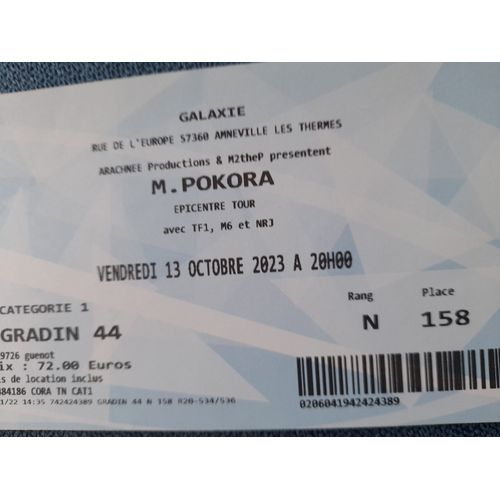 GALAXIE
RUE DE L'EUROPE 57360 AMNEVILLE LES THERMES
ARACHNEE Productions & M2theP presentent
M.POKORA
EPICENTRE TOUR
avec TF1, M6 et NRJ
VENDREDI 13 OCTOBRE 2023 A 20H00
CATEGORIE 1
Rang Place
GRADIN 44
N 158
9726 guenot
ix : 72.00 Euros
is de location inclus
84186 CORA TN CAT1
1/22 14:35 742424389 GRADIN 44 N 158 R20-534/536
0206041942424389